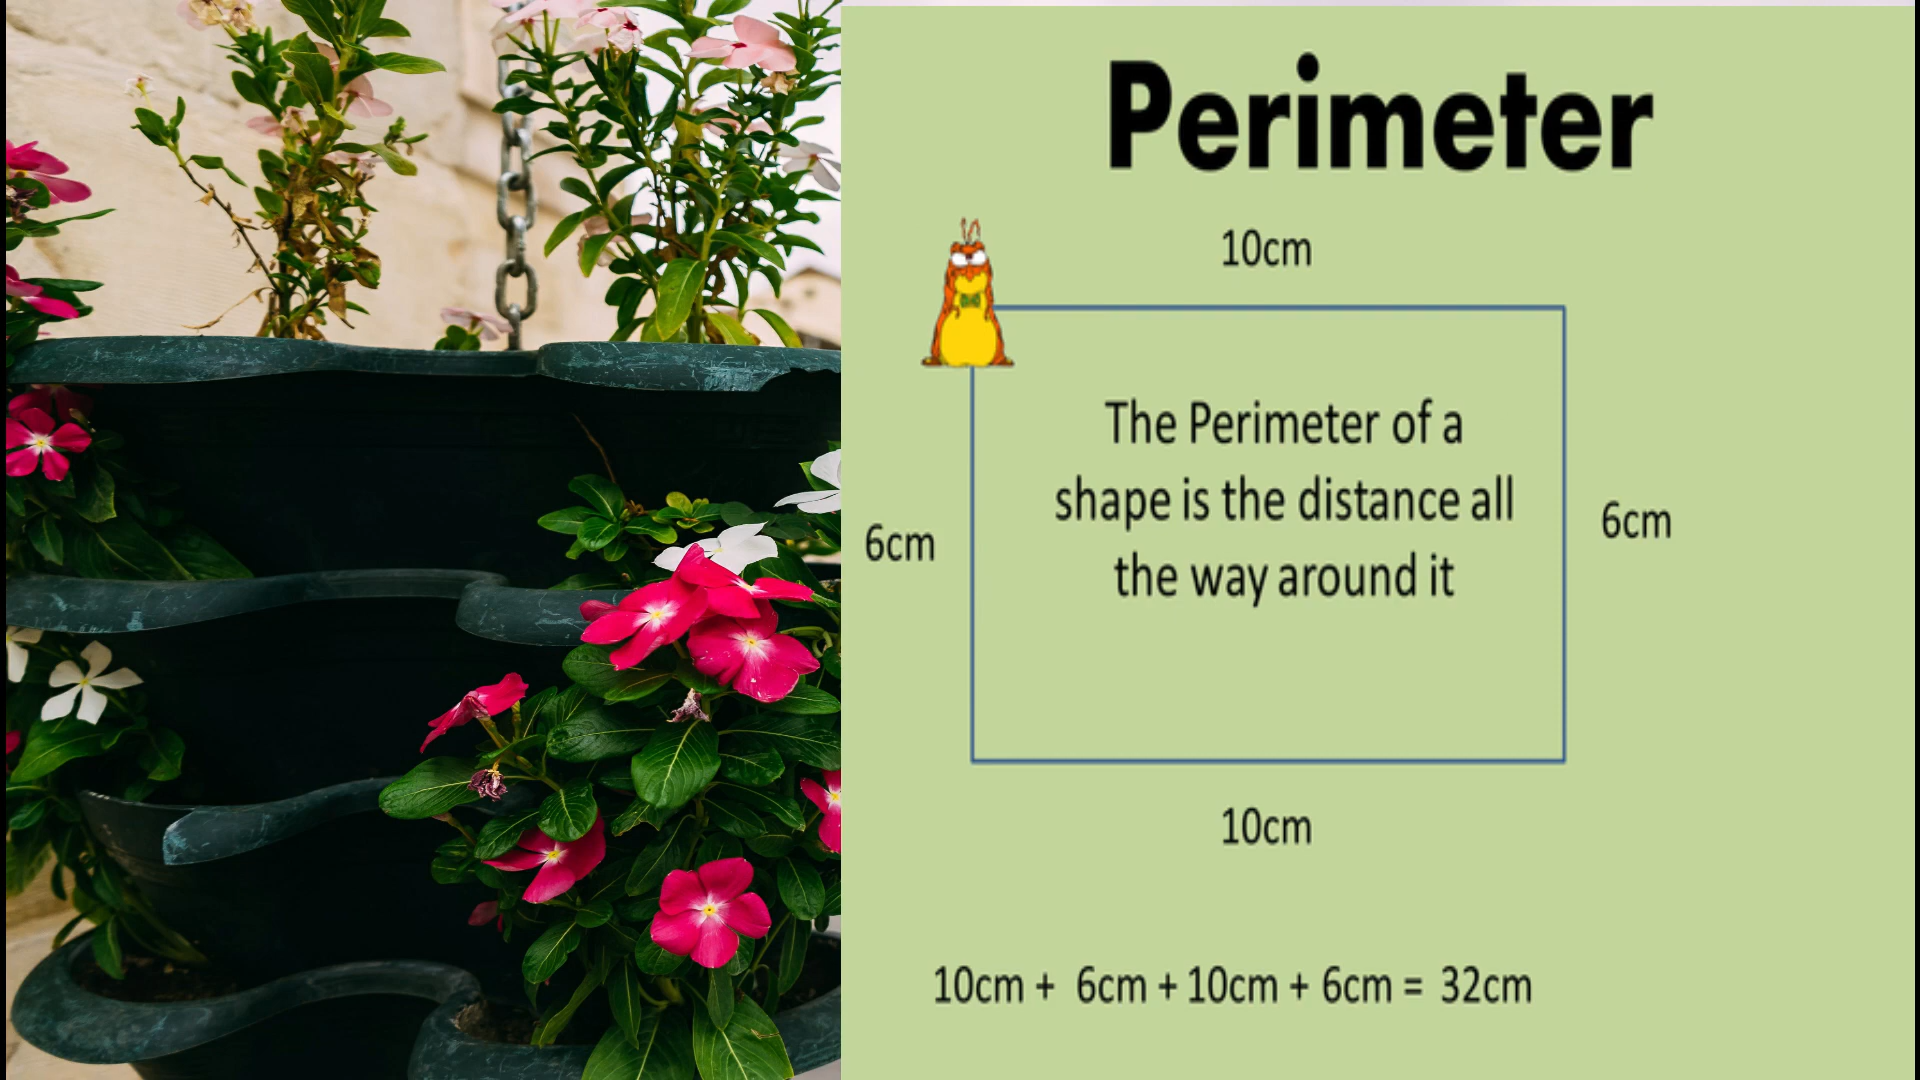 Perimeter
10cm
The Perimeter of a
shape is the distance all
the way around it
6cm
6cm
10cm
10cm + 6cm + 10cm + 6cm = 32cm